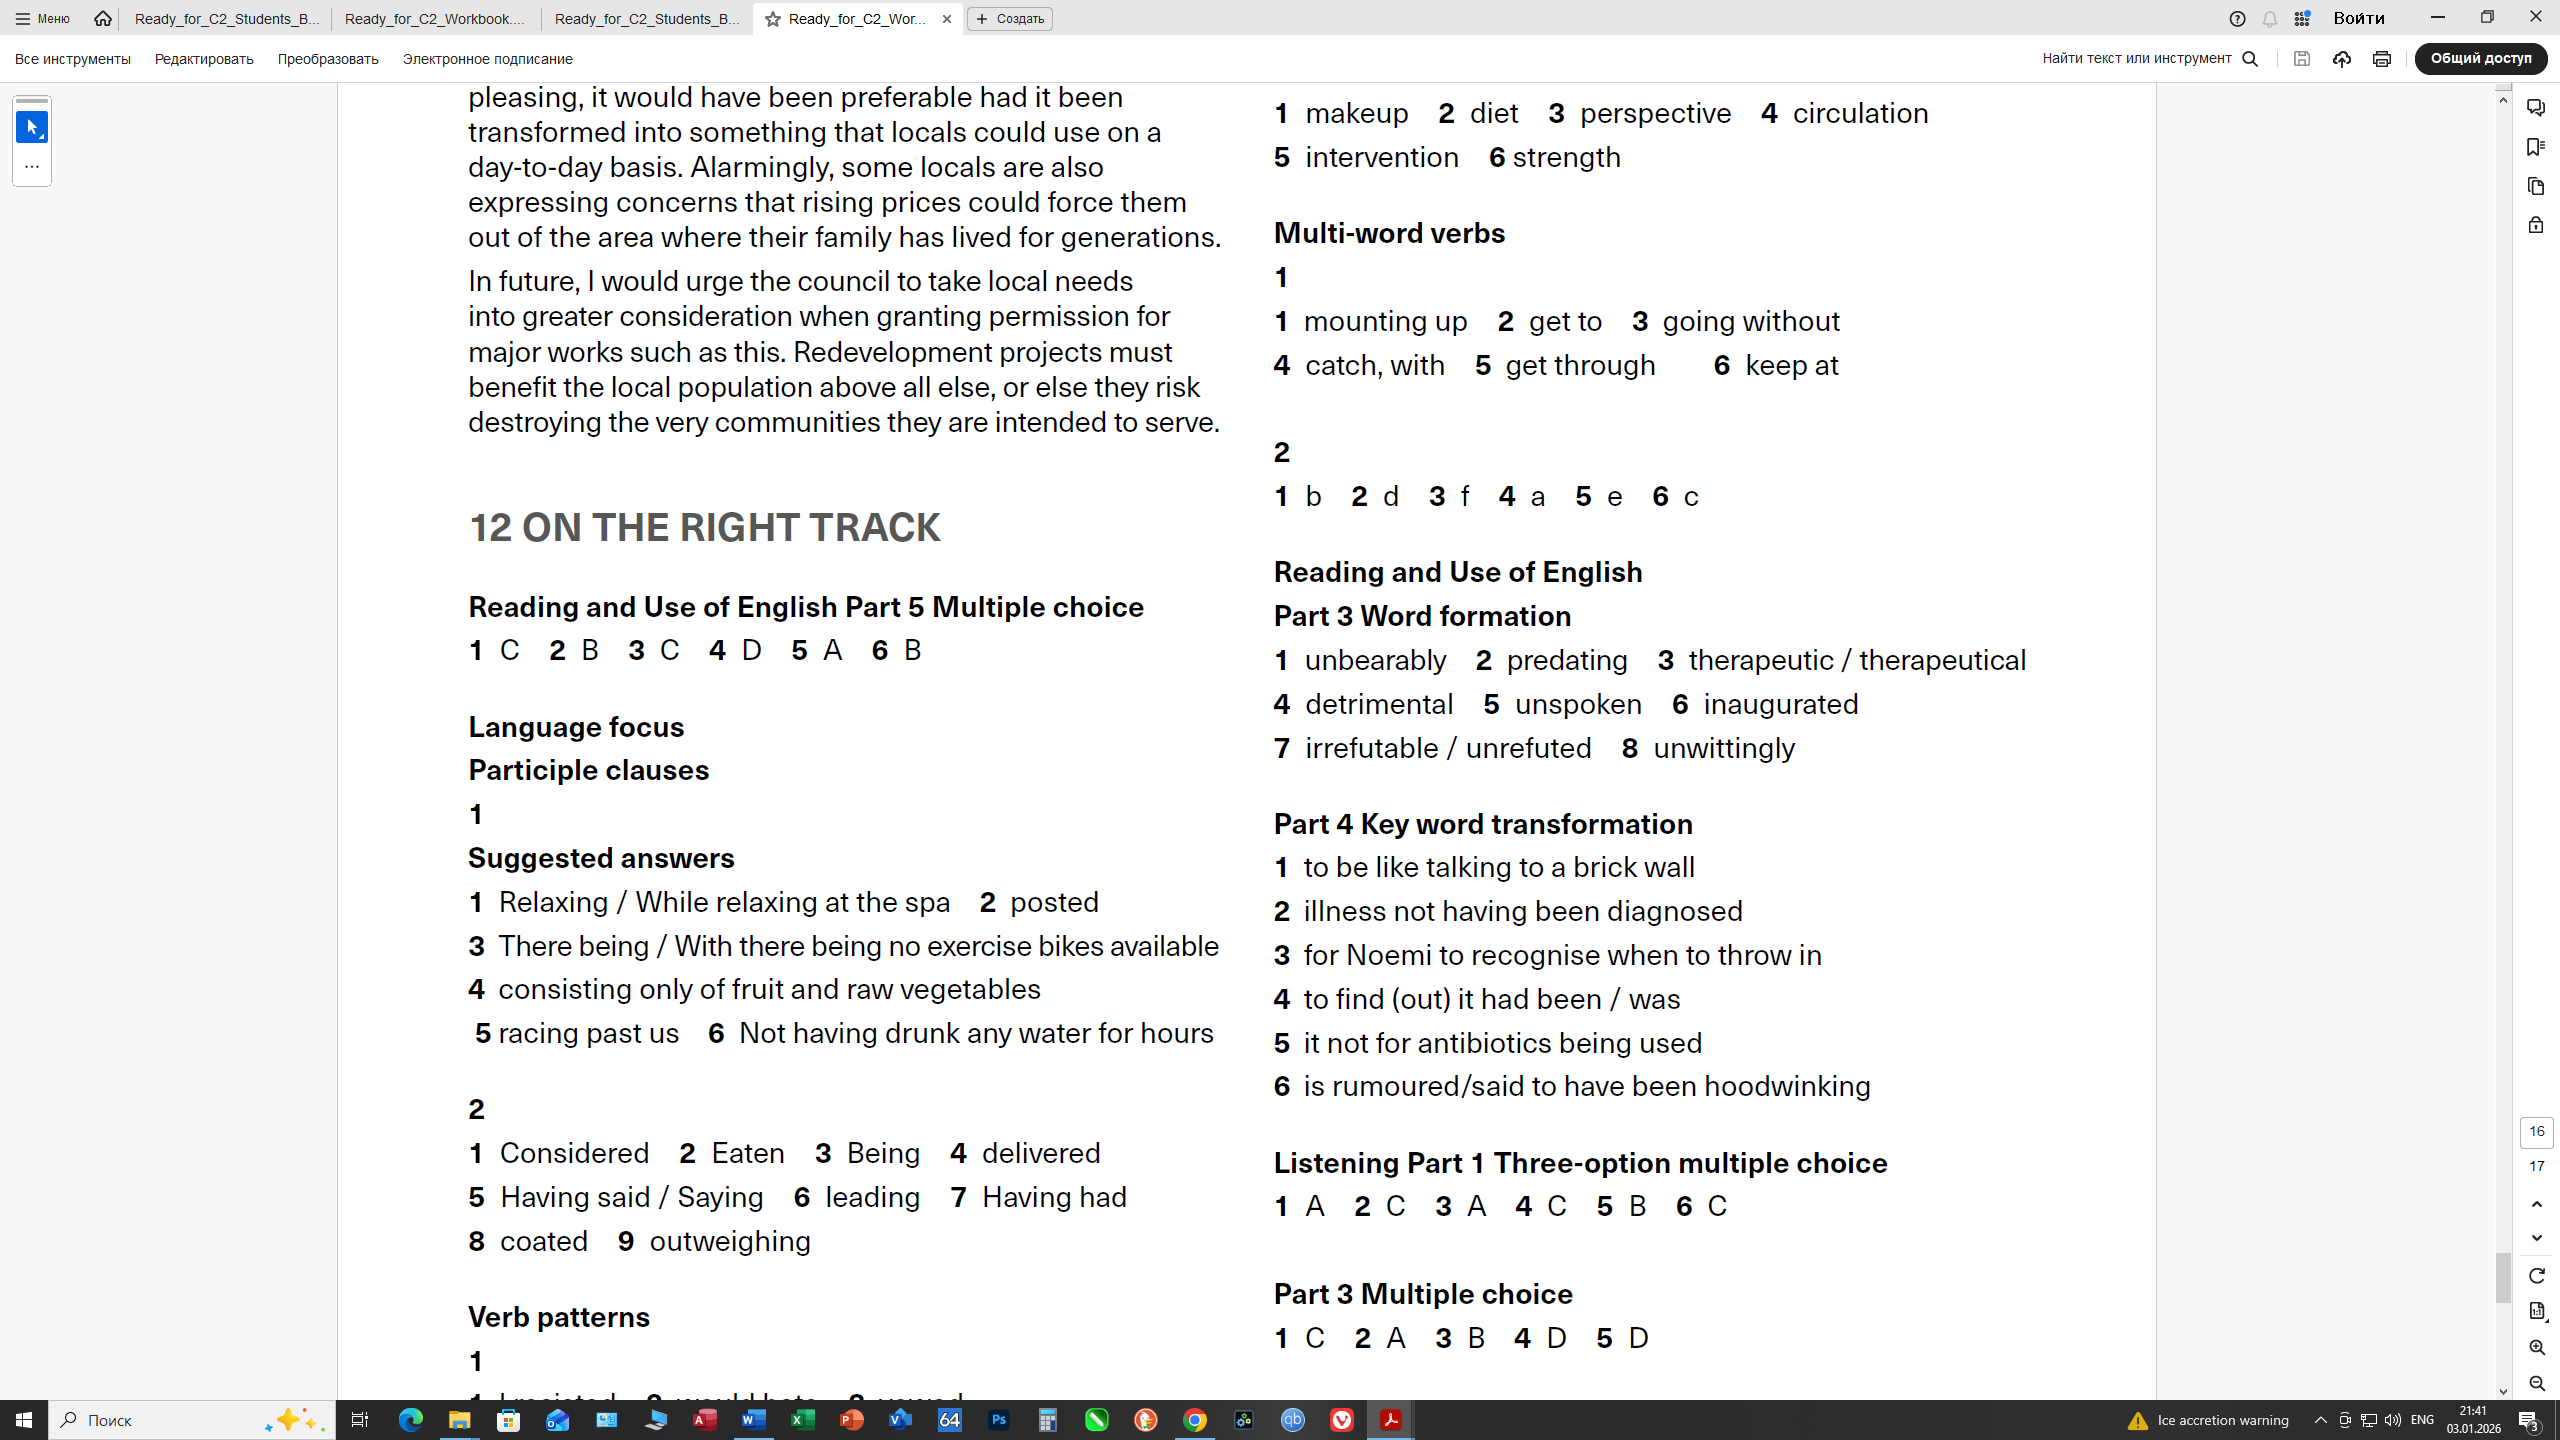 Меню
Ready_for_C2_Students_B...
Ready_for_C2_Workbook....
Ready_for_C2_Students_B...
Ready_for_C2_Wor...
Создать
Войти
Все инструменты Редактировать Преобразовать Электронное подписание
Найти текст или инструмент
Общий доступ
pleasing, it would have been preferable had it been
transformed into something that locals could use on a
day-to-day basis. Alarmingly, some locals are also
expressing concerns that rising prices could force them
out of the area where their family has lived for generations.
In future, I would urge the council to take local needs
into greater consideration when granting permission for
major works such as this. Redevelopment projects must
benefit the local population above all else, or else they risk
destroying the very communities they are intended to serve.
12 ON THE RIGHT TRACK
Reading and Use of English Part 5 Multiple choice
1 C 2 B 3 C 4 D 5 A 6 B
Language focus
Participle clauses
1
Suggested answers
1 Relaxing / While relaxing at the spa 2 posted
3 There being / With there being no exercise bikes available
4 consisting only of fruit and raw vegetables
5 racing past us 6 Not having drunk any water for hours
2
1 Considered 2 Eaten 3 Being 4 delivered
5 Having said / Saying 6 leading 7 Having had
8 coated 9 outweighing
Verb patterns
1
1 makeup 2 diet 3 perspective 4 circulation
5 intervention 6 strength
Multi-word verbs
1
1 mounting up 2 get to 3 going without
4 catch, with 5 get through 6 keep at
2
1 b 2 d 3 f 4 a 5 e 6 c
Reading and Use of English
Part 3 Word formation
1 unbearably 2 predating 3 therapeutic / therapeutical
4 detrimental 5 unspoken 6 inaugurated
7 irrefutable / unrefuted 8 unwittingly
Part 4 Key word transformation
1 to be like talking to a brick wall
2 illness not having been diagnosed
3 for Noemi to recognise when to throw in
4 to find (out) it had been / was
5 it not for antibiotics being used
6 is rumoured/said to have been hoodwinking
Listening Part 1 Three-option multiple choice
1 A 2 C 3 A 4 C 5 B 6 C
Part 3 Multiple choice
1 C 2 A 3 B 4 D 5 D
16
17
Поиск
64
Ps
qb
Ice accretion warning
ENG
21:41
03.01.2026
3